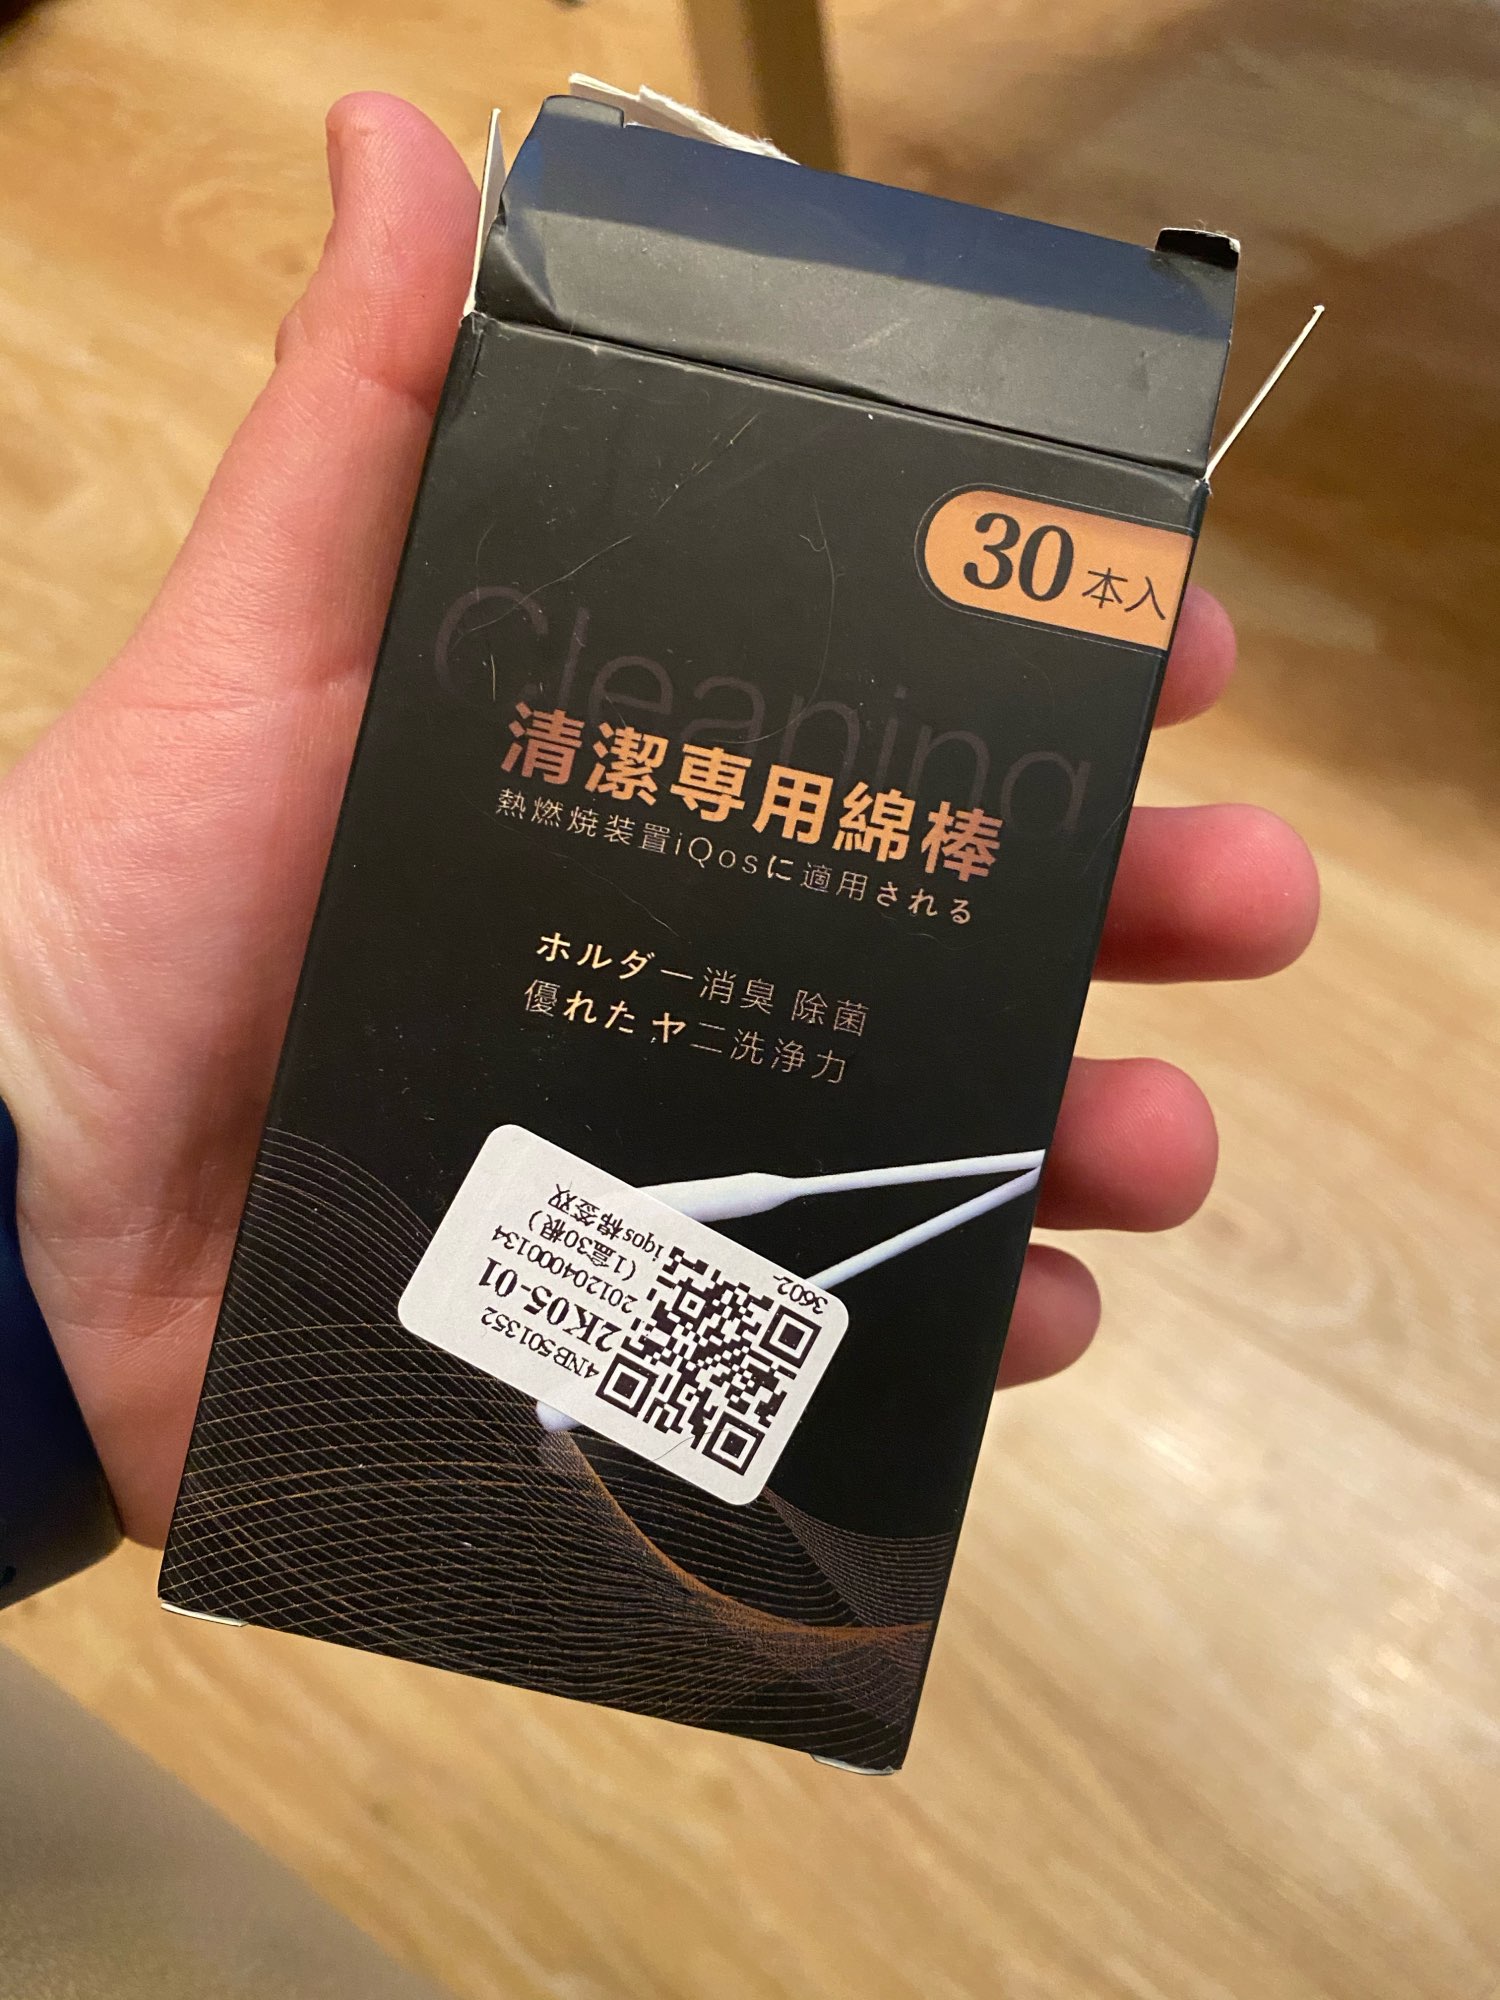 30本入
Cleaning
清潔専用綿棒
熱燃焼装置iQosに適用される
ホルダー消臭 除菌
優れたヤニ洗浄力
3602-
4NB501352
2K05-01
201204000134
(1盒30根)
iqos棉签双